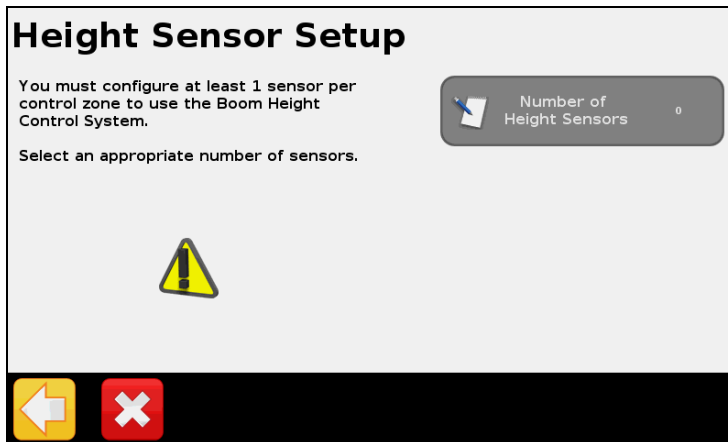 Height Sensor Setup
You must configure at least 1 sensor per
control zone to use the Boom Height
Control System.
Select an appropriate number of sensors.
Number of
Height Sensors
0